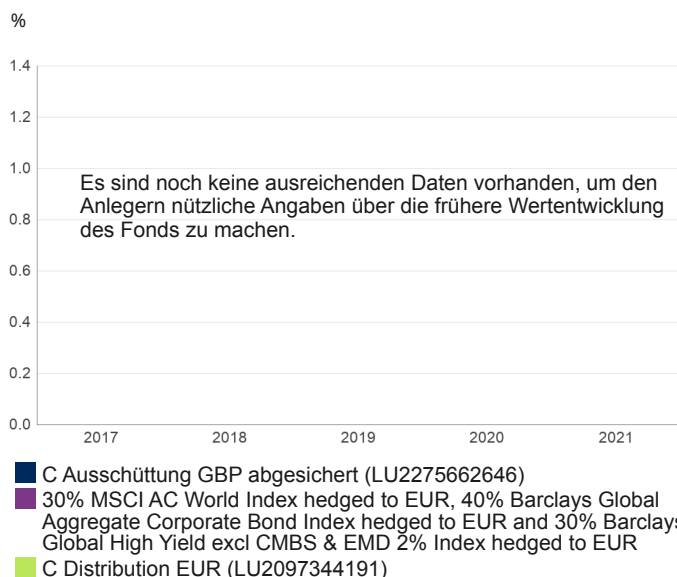 %
1.4
1.2
1.0
Es sind noch keine ausreichenden Daten vorhanden, um den
Anlegern nützliche Angaben über die frühere Wertentwicklung
des Fonds zu machen.
0.8
0.6
0.4
0.2
0.0
2017 2018 2019 2020 2021
C Ausschüttung GBP abgesichert (LU2275662646)
30% MSCI AC World Index hedged to EUR, 40% Barclays Global
Aggregate Corporate Bond Index hedged to EUR and 30% Barclays
Global High Yield excl CMBS & EMD 2% Index hedged to EUR
C Distribution EUR (LU2097344191)